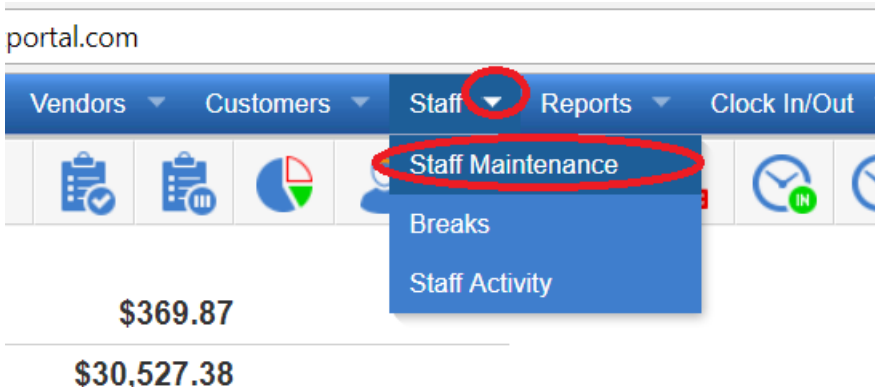 portal.com
Vendors Customers Staff Reports Clock In/Out
Staff Maintenance
IN
Breaks
Staff Activity
$369.87
$30,527.38